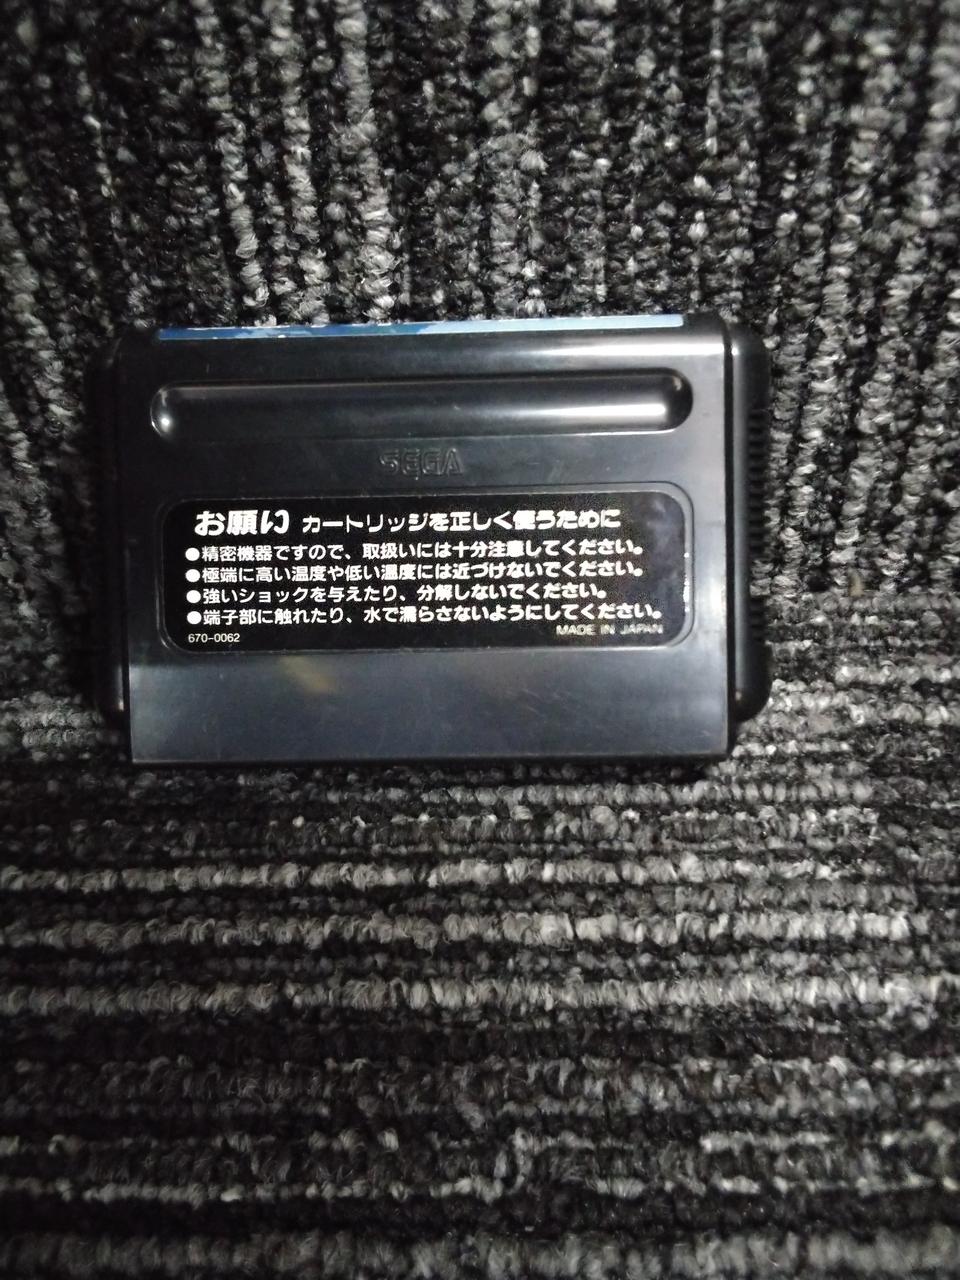 SEGA
お願い カートリッジを正しく使うために
●精密機器ですので、取扱いには十分注意してください。
●極端に高い温度や低い温度には近づけないでください。
●強いショックを与えたり、分解しないでください。
●端子部に触れたり、水で濡らさないようにしてください。
670-0062 MADE IN JAPAN